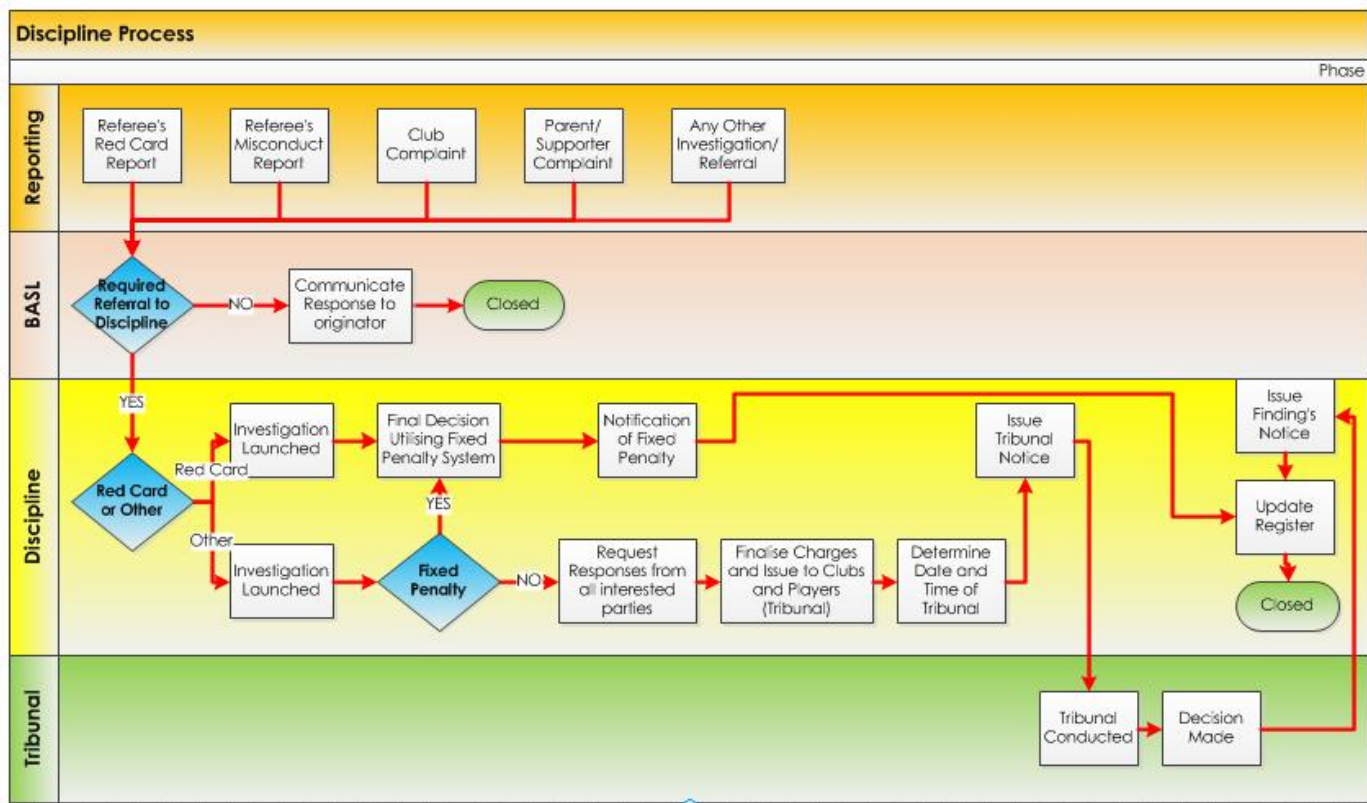 Discipline Process
Phase
Reporting
Referee's
Red Card
Report
Referee's
Misconduct
Report
Club
Complaint
Parent/
Supporter
Complaint
Any Other
Investigation/
Referral
BASL
Required
Referral to
Discipline
NO
Communicate
Response to
originator
Closed
YES
Discipline
Red Card
or Other
Red Card
Investigation
Launched
Final Decision
Utilising Fixed
Penalty System
Notification
of Fixed
Penalty
Issue
Tribunal
Notice
Issue
Finding's
Notice
Update
Register
Closed
Other
Investigation
Launched
YES
Fixed
Penalty
NO
Request
Responses from
all interested
parties
Finalise Charges
and Issue to Clubs
and Players
(Tribunal)
Determine
Date and
Time of
Tribunal
Tribunal
Tribunal
Conducted
Decision
Made